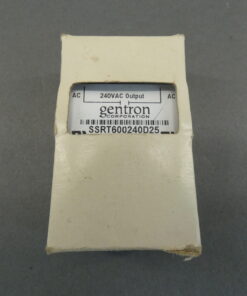 AC 240VAC Output AC
gentron
CORPORATION
SSRT600240D25